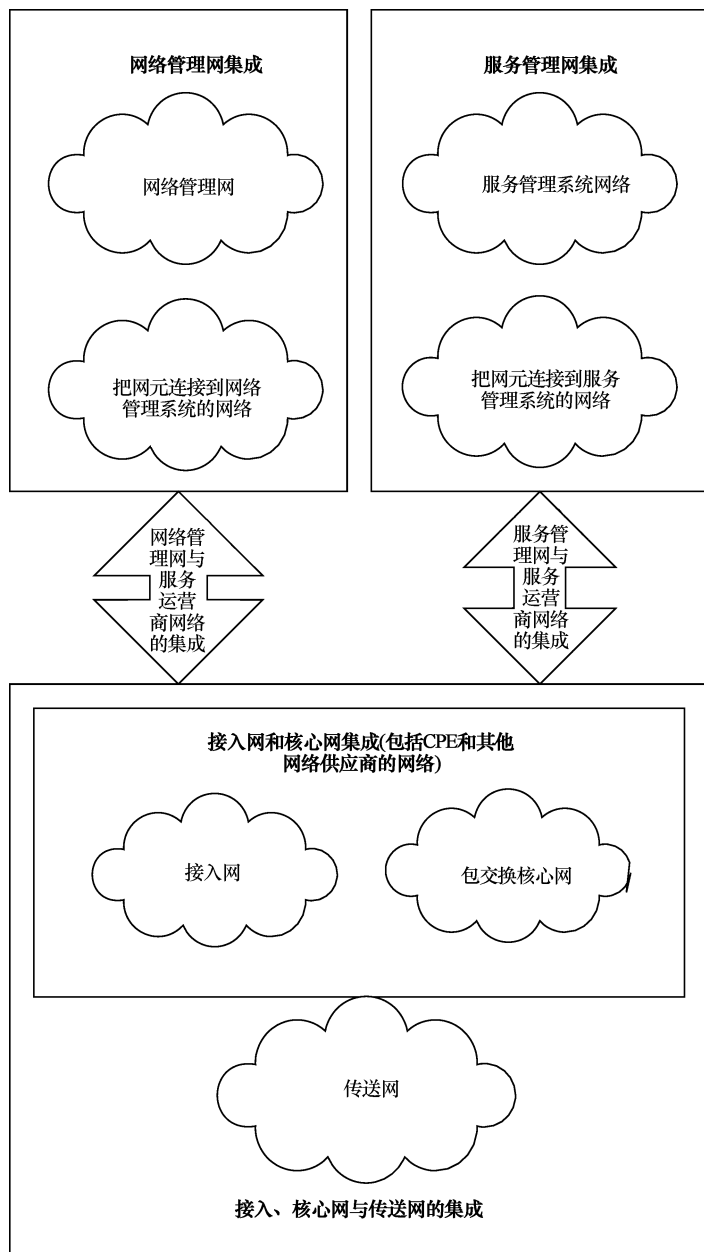 网络管理网集成
网络管理网
把网元连接到网络
管理系统的网络
服务管理网集成
服务管理系统网络
把网元连接到服务
管理系统的网络
网络管
理网与
服务
运营
商网络
的集成
服务管
理网与
服务
运营
商网络
的集成
接入网和核心网集成(包括CPE和其他
网络供应商的网络)
接入网
包交换核心网
传送网
接入、核心网与传送网的集成